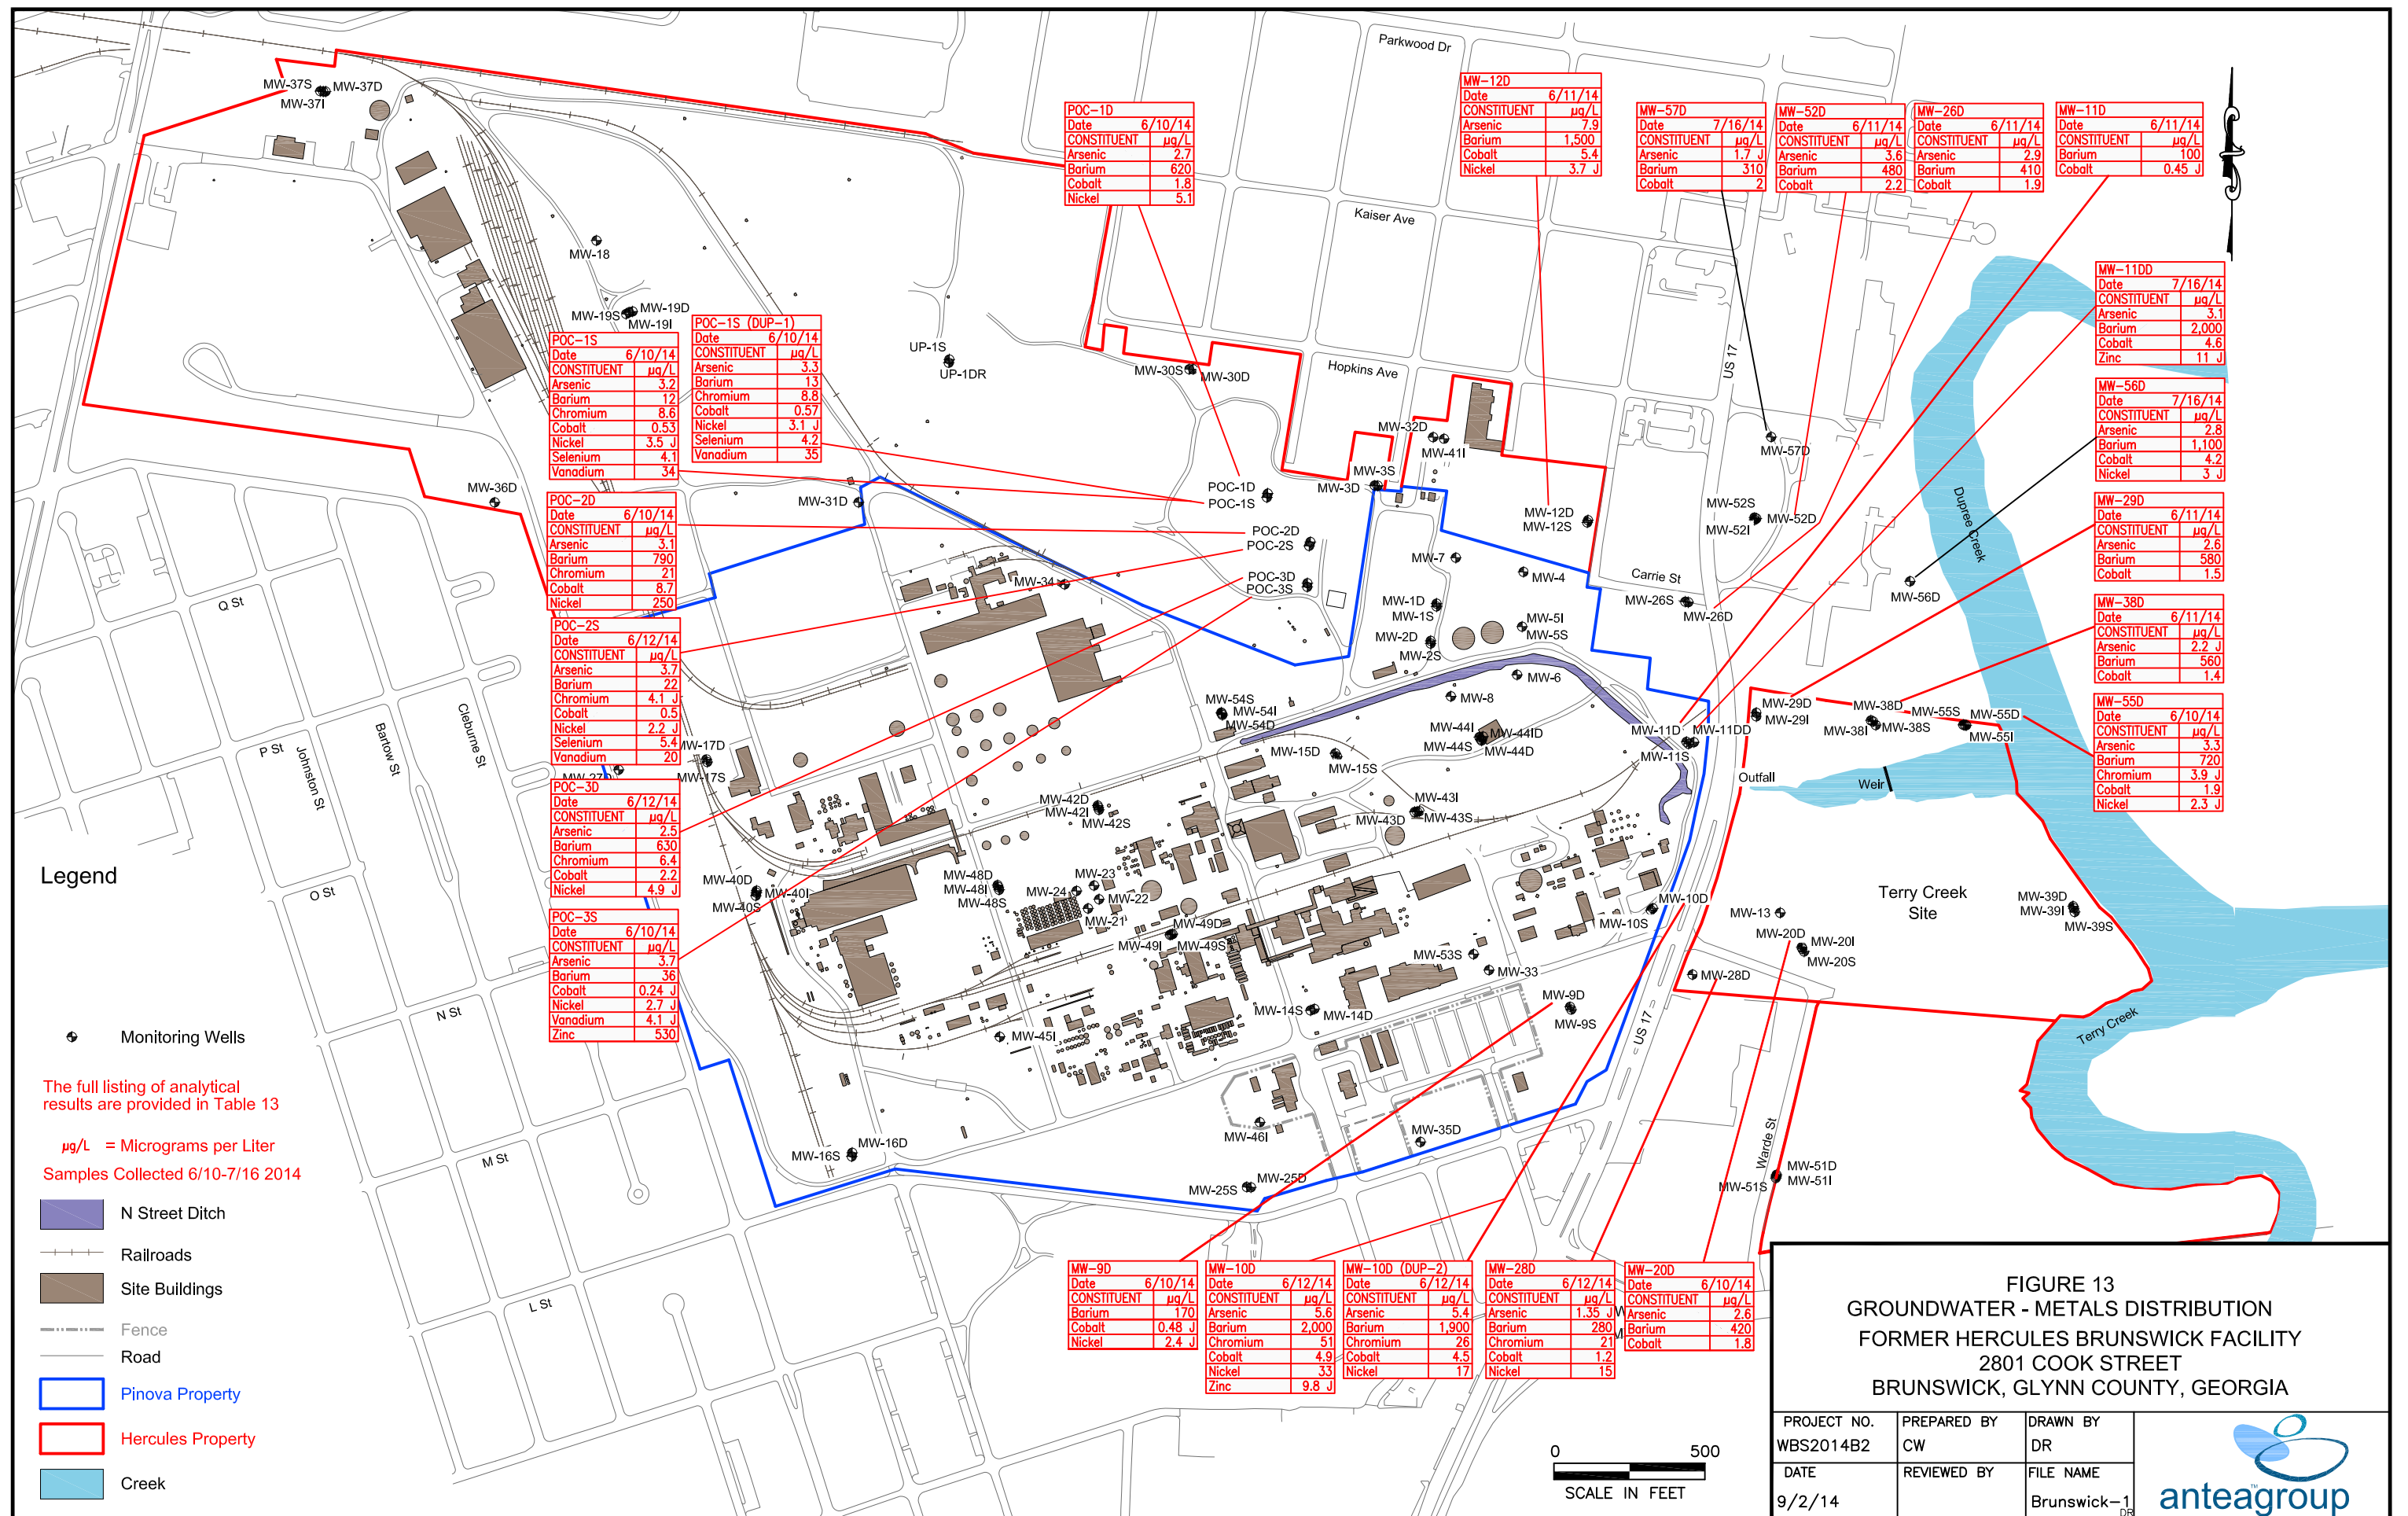 Parkwood Dr
Kaiser Ave
Hopkins Ave
Carrie St
US 17
US 17
Dupree Creek
Terry Creek
Terry Creek
Site
Outfall
Weir
Warde St
Q St
P St
O St
N St
M St
L St
Johnston St
Bartow St
Cleburne St
MW-37S
MW-37D
MW-37I
MW-18
MW-19S
MW-19D
MW-19I
UP-1S
UP-1DR
MW-30S
MW-30D
MW-36D
MW-31D
MW-34
MW-32D
MW-41I
MW-3S
MW-3D
POC-1D
POC-1S
POC-2D
POC-2S
POC-3D
POC-3S
MW-12D
MW-12S
MW-7
MW-4
MW-1D
MW-1S
MW-2D
MW-2S
MW-5I
MW-5S
MW-6
MW-8
MW-57D
MW-52S
MW-52I
MW-52D
MW-26S
MW-26D
MW-56D
MW-29D
MW-29I
MW-38D
MW-38I
MW-38S
MW-55S
MW-55D
MW-55I
MW-11D
MW-11DD
MW-11S
MW-54S
MW-54I
MW-54D
MW-44I
MW-44ID
MW-44S
MW-44D
MW-15D
MW-15S
MW-43I
MW-43D
MW-43S
MW-17D
MW-17S
MW-42D
MW-42I
MW-42S
MW-40D
MW-40I
MW-40S
MW-48D
MW-48I
MW-48S
MW-23
MW-24
MW-22
MW-21
MW-49D
MW-49I
MW-49S
MW-10D
MW-10S
MW-53S
MW-33
MW-13
MW-20D
MW-20I
MW-20S
MW-28D
MW-39D
MW-39I
MW-39S
MW-9D
MW-9S
MW-14S
MW-14D
MW-45I
MW-46I
MW-35D
MW-16D
MW-16S
MW-25S
MW-25D
MW-51D
MW-51I
MW-51S
POC-1D
Date 6/10/14
CONSTITUENT µg/L
Arsenic 2.7
Barium 620
Cobalt 1.8
Nickel 5.1
MW-12D
Date 6/11/14
CONSTITUENT µg/L
Arsenic 7.9
Barium 1,500
Cobalt 5.4
Nickel 3.7 J
MW-57D
Date 7/16/14
CONSTITUENT µg/L
Arsenic 1.7 J
Barium 310
Cobalt 2
MW-52D
Date 6/11/14
CONSTITUENT µg/L
Arsenic 3.6
Barium 480
Cobalt 2.2
MW-26D
Date 6/11/14
CONSTITUENT µg/L
Arsenic 2.9
Barium 410
Cobalt 1.9
MW-11D
Date 6/11/14
CONSTITUENT µg/L
Barium 100
Cobalt 0.45 J
MW-11DD
Date 7/16/14
CONSTITUENT µg/L
Arsenic 3.1
Barium 2,000
Cobalt 4.6
Zinc 11 J
MW-56D
Date 7/16/14
CONSTITUENT µg/L
Arsenic 2.8
Barium 1,100
Cobalt 4.2
Nickel 3 J
MW-29D
Date 6/11/14
CONSTITUENT µg/L
Arsenic 2.6
Barium 580
Cobalt 1.5
MW-38D
Date 6/11/14
CONSTITUENT µg/L
Arsenic 2.2 J
Barium 560
Cobalt 1.4
MW-55D
Date 6/10/14
CONSTITUENT µg/L
Arsenic 3.3
Barium 720
Chromium 3.9 J
Cobalt 1.9
Nickel 2.3 J
POC-1S
Date 6/10/14
CONSTITUENT µg/L
Arsenic 3.2
Barium 12
Chromium 8.6
Cobalt 0.53
Nickel 3.5 J
Selenium 4.1
Vanadium 34
POC-1S (DUP-1)
Date 6/10/14
CONSTITUENT µg/L
Arsenic 3.3
Barium 13
Chromium 8.8
Cobalt 0.57
Nickel 3.1 J
Selenium 4.2
Vanadium 35
POC-2D
Date 6/10/14
CONSTITUENT µg/L
Arsenic 3.1
Barium 790
Chromium 21
Cobalt 8.7
Nickel 250
POC-2S
Date 6/12/14
CONSTITUENT µg/L
Arsenic 3.7
Barium 22
Chromium 4.1 J
Cobalt 0.5
Nickel 2.2 J
Selenium 5.4
Vanadium 20
POC-3D
Date 6/12/14
CONSTITUENT µg/L
Arsenic 2.5
Barium 630
Chromium 6.4
Cobalt 2.2
Nickel 4.9 J
POC-3S
Date 6/10/14
CONSTITUENT µg/L
Arsenic 3.7
Barium 36
Cobalt 0.24 J
Nickel 2.7 J
Vanadium 4.1 J
Zinc 530
MW-9D
Date 6/10/14
CONSTITUENT µg/L
Barium 170
Cobalt 0.48 J
Nickel 2.4 J
MW-10D
Date 6/12/14
CONSTITUENT µg/L
Arsenic 5.6
Barium 2,000
Chromium 51
Cobalt 4.9
Nickel 33
Zinc 9.8 J
MW-10D (DUP-2)
Date 6/12/14
CONSTITUENT µg/L
Arsenic 5.4
Barium 1,900
Chromium 26
Cobalt 4.5
Nickel 17
MW-28D
Date 6/12/14
CONSTITUENT µg/L
Arsenic 1.35 J
Barium 280
Chromium 21
Cobalt 1.2
Nickel 15
MW-20D
Date 6/10/14
CONSTITUENT µg/L
Arsenic 2.6
Barium 420
Cobalt 1.8
Legend
Monitoring Wells
The full listing of analytical
results are provided in Table 13
µg/L = Micrograms per Liter
Samples Collected 6/10-7/16 2014
N Street Ditch
Railroads
Site Buildings
Fence
Road
Pinova Property
Hercules Property
Creek
0 500
SCALE IN FEET
FIGURE 13
GROUNDWATER - METALS DISTRIBUTION
FORMER HERCULES BRUNSWICK FACILITY
2801 COOK STREET
BRUNSWICK, GLYNN COUNTY, GEORGIA
PROJECT NO. PREPARED BY DRAWN BY
WBS2014B2 CW DR
DATE REVIEWED BY FILE NAME
9/2/14 Brunswick-1
DR
anteagroup